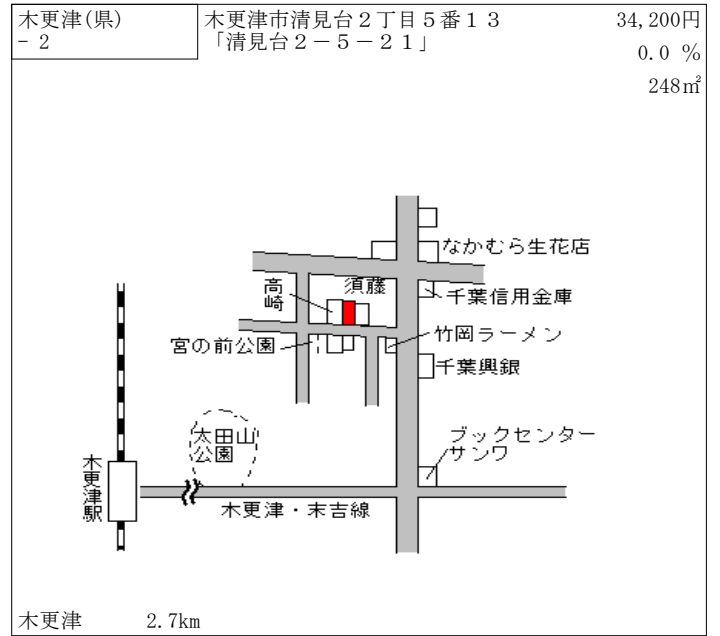 木更津(県)
- 2
木更津市清見台２丁目５番１３
「清見台２－５－２１」
34,200円
0.0 %
248㎡
なかむら生花店
高崎
須藤
千葉信用金庫
宮の前公園
竹岡ラーメン
千葉興銀
太田山
公園
ブックセンター
サンワ
木更津駅
木更津・末吉線
木更津 2.7km